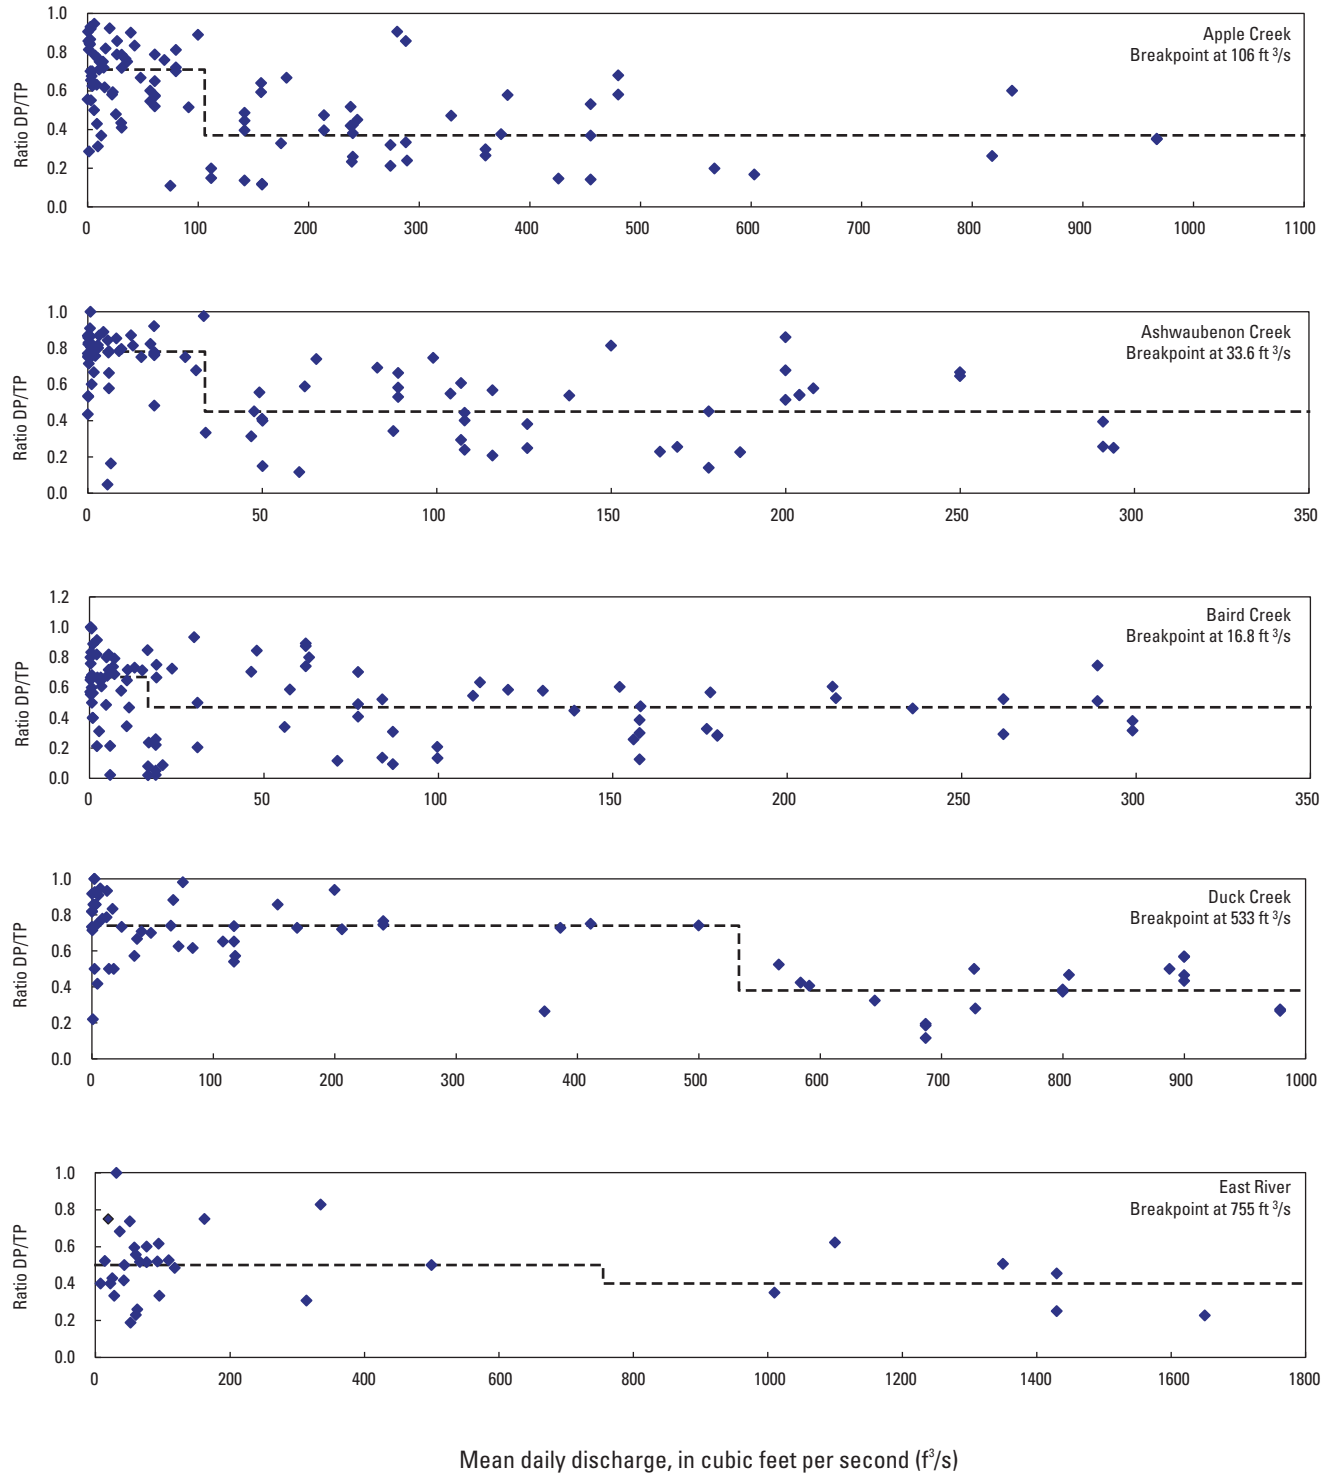 1.0
Apple Creek
0.8
Breakpoint at 106 ft ³/s
0.6
Ratio DP/TP
0.4
0.2
0.0
0 100 200 300 400 500 600 700 800 900 1000 1100
1.0
Ashwaubenon Creek
0.8
Breakpoint at 33.6 ft ³/s
0.6
Ratio DP/TP
0.4
0.2
0.0
0 50 100 150 200 250 300 350
1.2
Baird Creek
1.0
Breakpoint at 16.8 ft ³/s
0.8
0.6
Ratio DP/TP
0.4
0.2
0.0
0 50 100 150 200 250 300 350
1.0
Duck Creek
0.8
Breakpoint at 533 ft ³/s
0.6
Ratio DP/TP
0.4
0.2
0.0
0 100 200 300 400 500 600 700 800 900 1000
1.0
East River
0.8
Breakpoint at 755 ft ³/s
0.6
Ratio DP/TP
0.4
0.2
0.0
0 200 400 600 800 1000 1200 1400 1600 1800
Mean daily discharge, in cubic feet per second (f³/s)